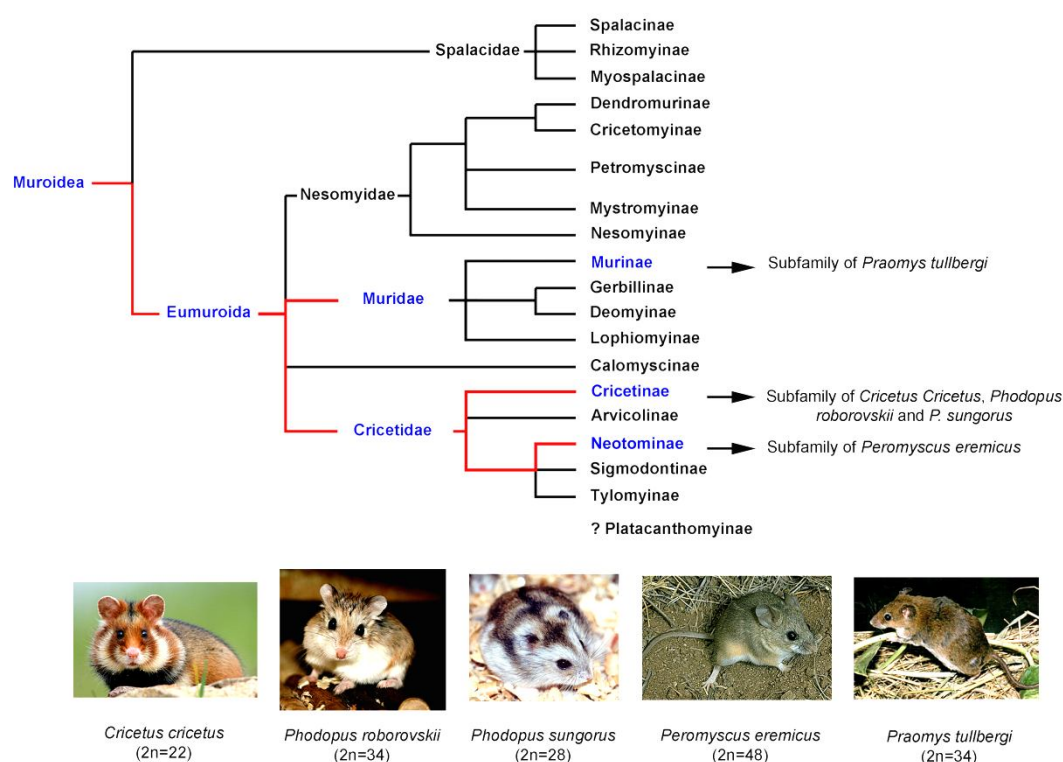 Spalacinae
Spalacidae
Rhizomyinae
Myospalacinae
Dendromurinae
Cricetomyinae
Petromyscinae
Muroidea
Nesomyidae
Mystromyinae
Nesomyinae
Murinae
Subfamily of Praomys tullbergi
Gerbillinae
Muridae
Eumuroida
Deomyinae
Lophiomyinae
Calomyscinae
Cricetinae
Subfamily of Cricetus Cricetus, Phodopus
roborovskii and P. sungorus
Arvicolinae
Cricetidae
Neotominae
Subfamily of Peromyscus eremicus
Sigmodontinae
Tylomyinae
? Platacanthomyinae
Cricetus cricetus
(2n=22)
Phodopus roborovskii
(2n=34)
Phodopus sungorus
(2n=28)
Peromyscus eremicus
(2n=48)
Praomys tullbergi
(2n=34)